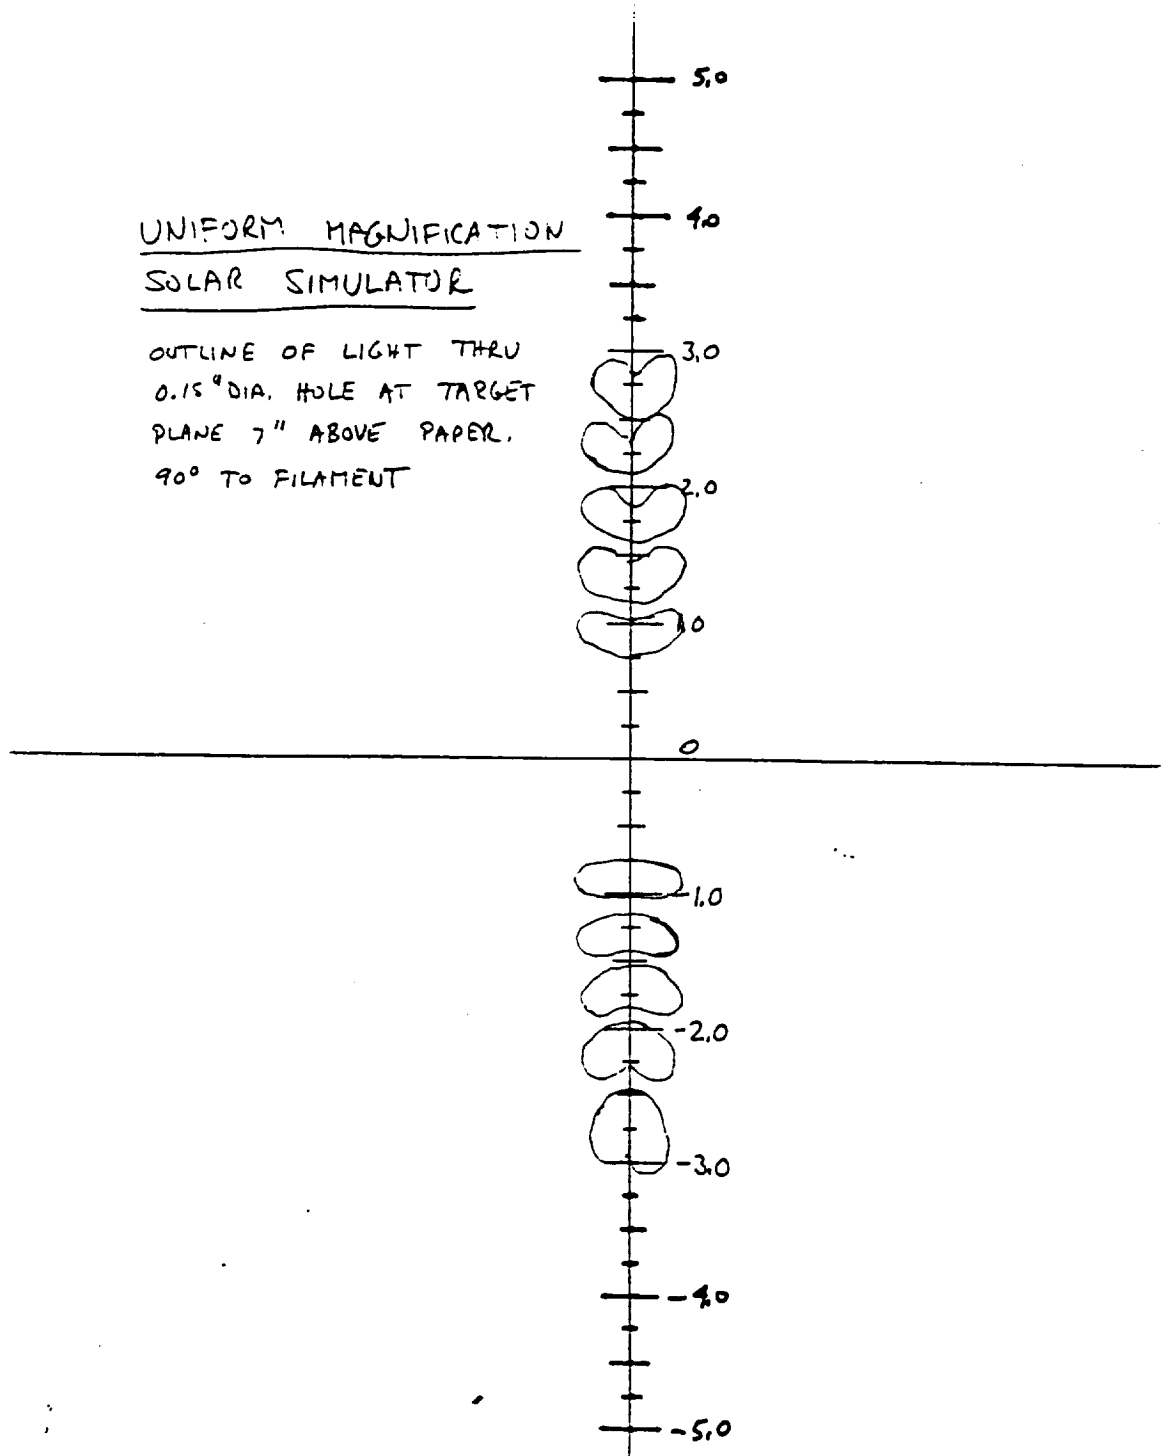 UNIFORM MAGNIFICATION
SOLAR SIMULATOR
OUTLINE OF LIGHT THRU
0.15" DIA. HOLE AT TARGET
PLANE 7" ABOVE PAPER.
90° TO FILAMENT
5.0
4.0
3.0
2.0
1.0
0
-1.0
-2.0
-3.0
-4.0
-5.0